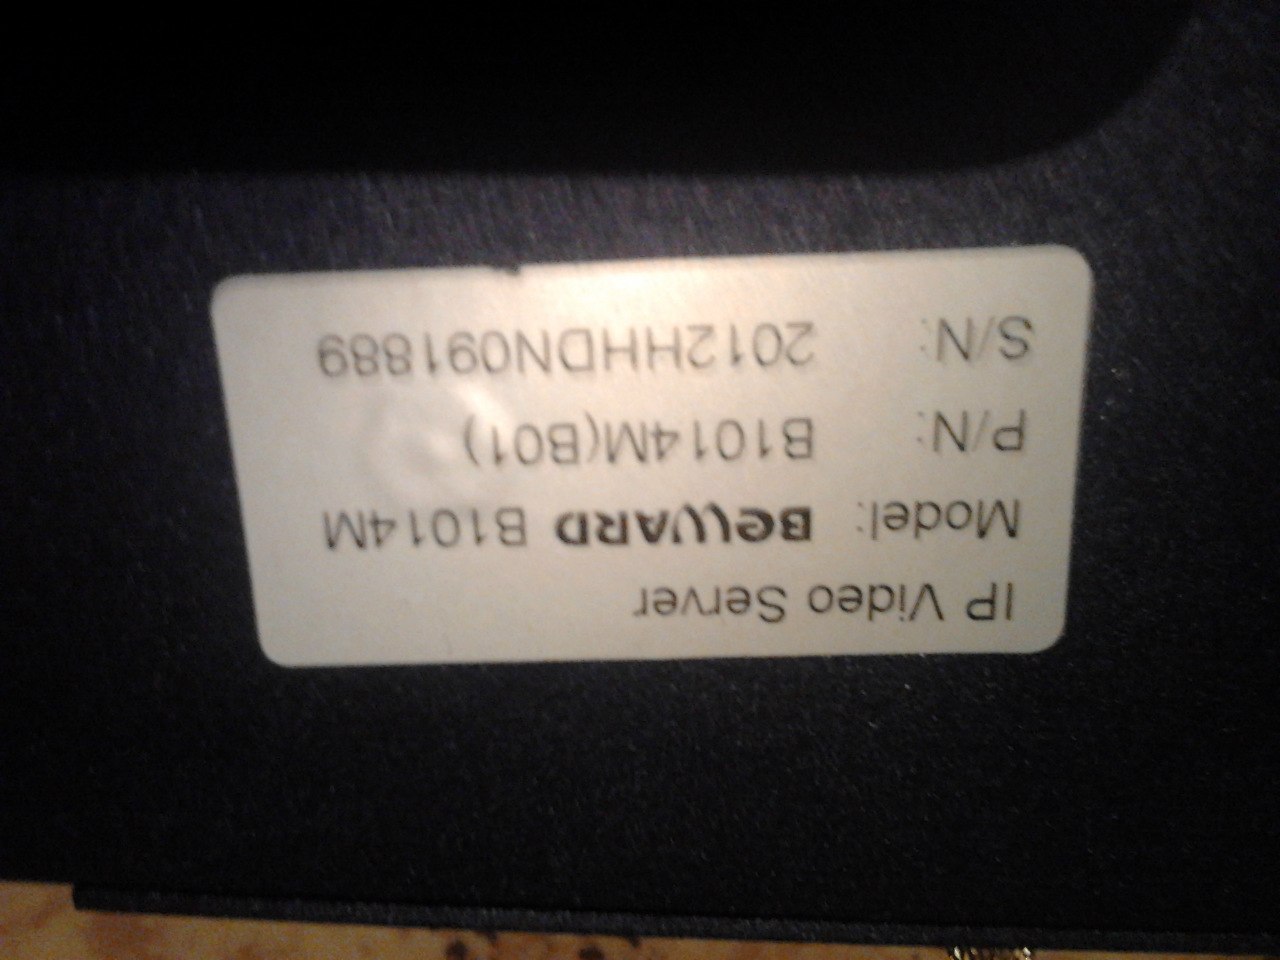 IP Video Server
Model: BEWARD B1014M
P/N: B1014M(B01)
S/N: 2012HHDN091889